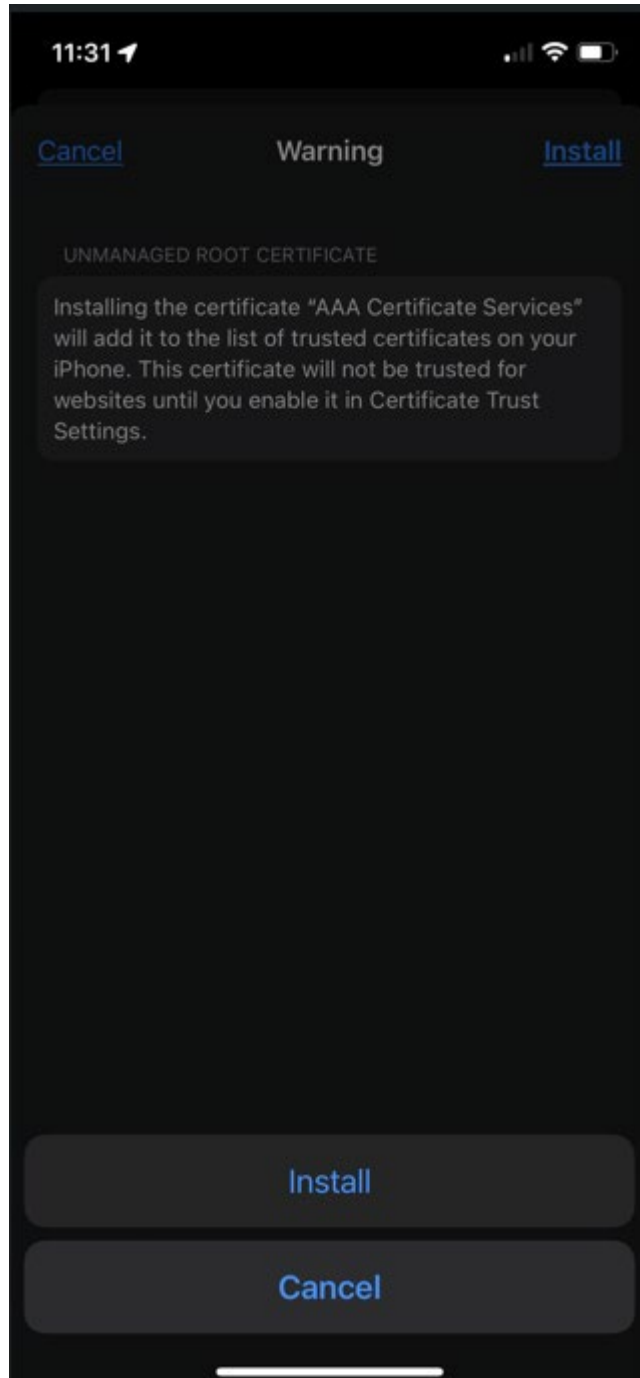 11:31
Cancel Warning Install
UNMANAGED ROOT CERTIFICATE
Installing the certificate “AAA Certificate Services”
will add it to the list of trusted certificates on your
iPhone. This certificate will not be trusted for
websites until you enable it in Certificate Trust
Settings.
Install
Cancel